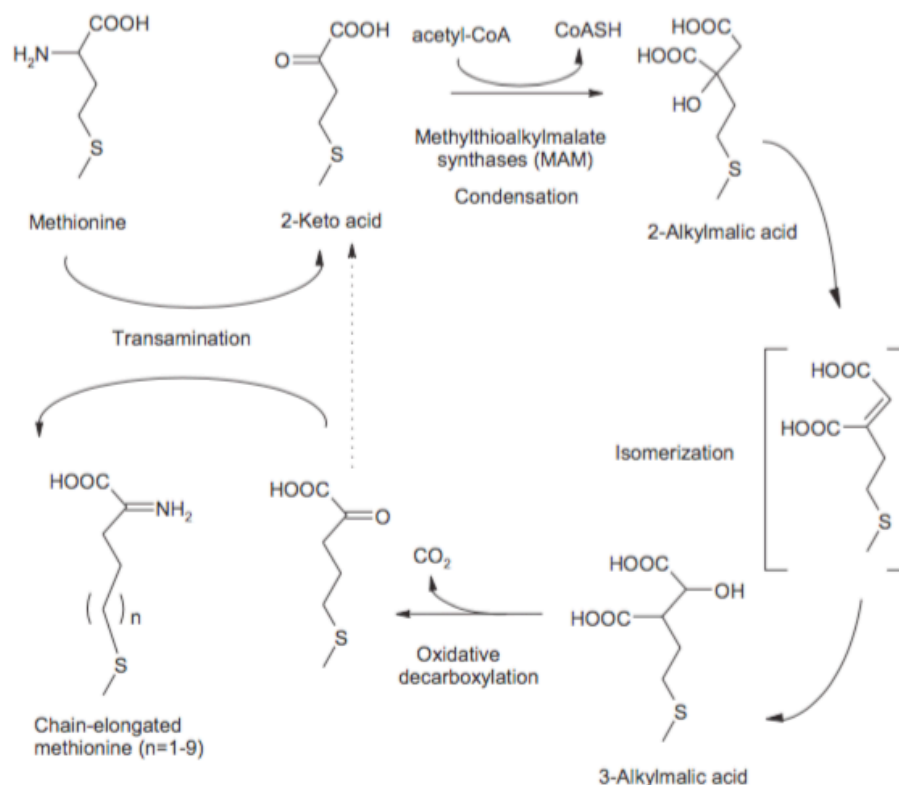 COOH
H₂N
S
Methionine
COOH
O
S
2-Keto acid
acetyl-CoA
CoASH
Methylthioalkylmalate
synthases (MAM)
Condensation
HOOC
HOOC
HO
S
2-Alkylmalic acid
Transamination
Isomerization
HOOC
HOOC
S
HOOC
NH₂
n
S
Chain-elongated
methionine (n=1-9)
HOOC
O
S
CO₂
Oxidative
decarboxylation
HOOC
OH
HOOC
S
3-Alkylmalic acid